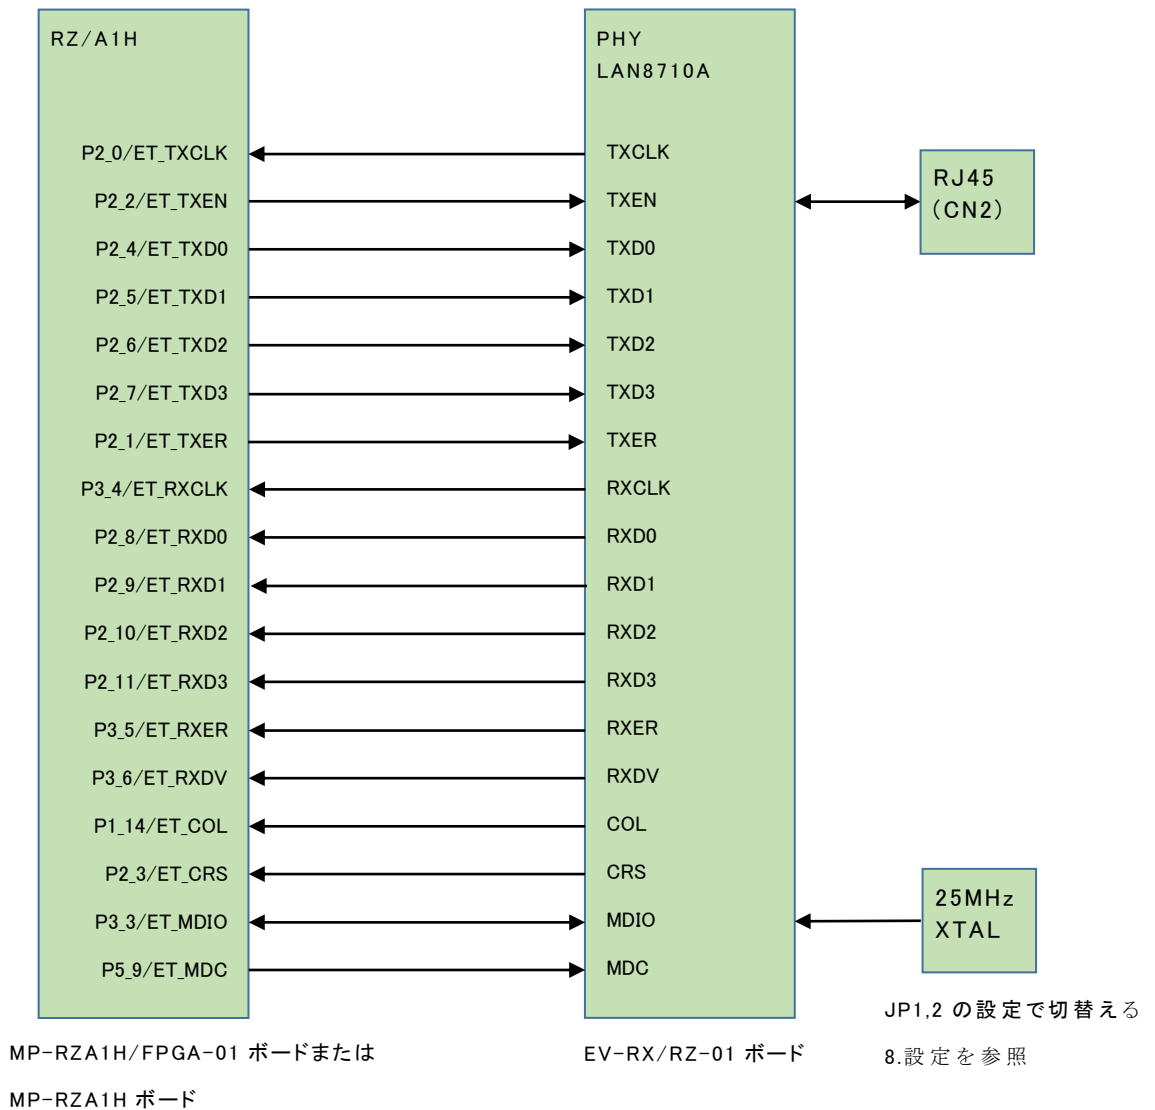 RZ/A1H
P2_0/ET_TXCLK
P2_2/ET_TXEN
P2_4/ET_TXD0
P2_5/ET_TXD1
P2_6/ET_TXD2
P2_7/ET_TXD3
P2_1/ET_TXER
P3_4/ET_RXCLK
P2_8/ET_RXD0
P2_9/ET_RXD1
P2_10/ET_RXD2
P2_11/ET_RXD3
P3_5/ET_RXER
P3_6/ET_RXDV
P1_14/ET_COL
P2_3/ET_CRS
P3_3/ET_MDIO
P5_9/ET_MDC
MP-RZA1H/FPGA-01 ボードまたは
MP-RZA1H ボード
PHY
LAN8710A
TXCLK
TXEN
TXD0
TXD1
TXD2
TXD3
TXER
RXCLK
RXD0
RXD1
RXD2
RXD3
RXER
RXDV
COL
CRS
MDIO
MDC
EV-RX/RZ-01 ボード
RJ45
(CN2)
25MHz
XTAL
JP1,2 の設定で切替える
8.設定を参照